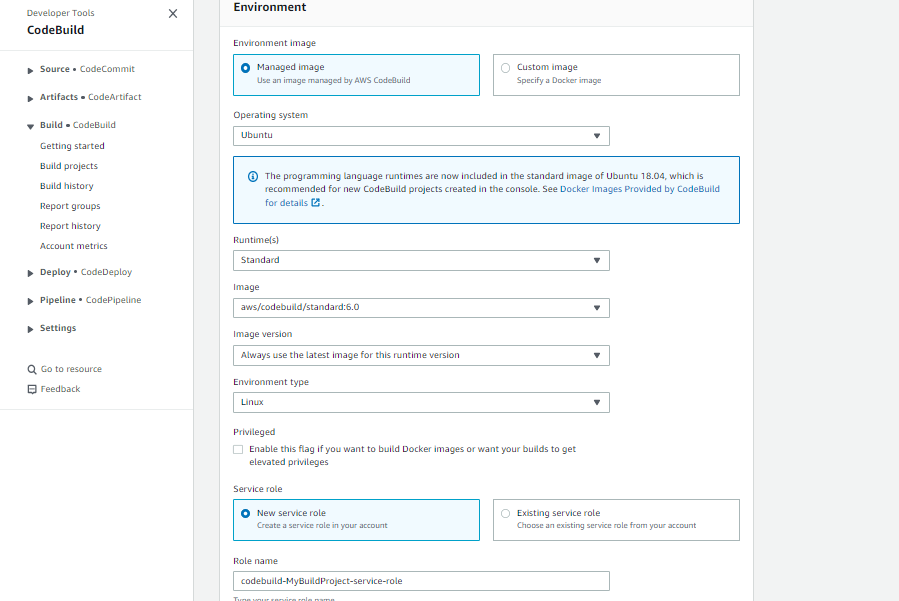 Developer Tools
CodeBuild
Source • CodeCommit
Artifacts • CodeArtifact
Build • CodeBuild
Getting started
Build projects
Build history
Report groups
Report history
Account metrics
Deploy • CodeDeploy
Pipeline • CodePipeline
Settings
Go to resource
Feedback
Environment
Environment image
Managed image
Use an image managed by AWS CodeBuild
Custom image
Specify a Docker image
Operating system
Ubuntu
The programming language runtimes are now included in the standard image of Ubuntu 18.04, which is
recommended for new CodeBuild projects created in the console. See Docker Images Provided by CodeBuild
for details .
Runtime(s)
Standard
Image
aws/codebuild/standard:6.0
Image version
Always use the latest image for this runtime version
Environment type
Linux
Privileged
Enable this flag if you want to build Docker images or want your builds to get
elevated privileges
Service role
New service role
Create a service role in your account
Existing service role
Choose an existing service role from your account
Role name
codebuild-MyBuildProject-service-role
Type your service role name